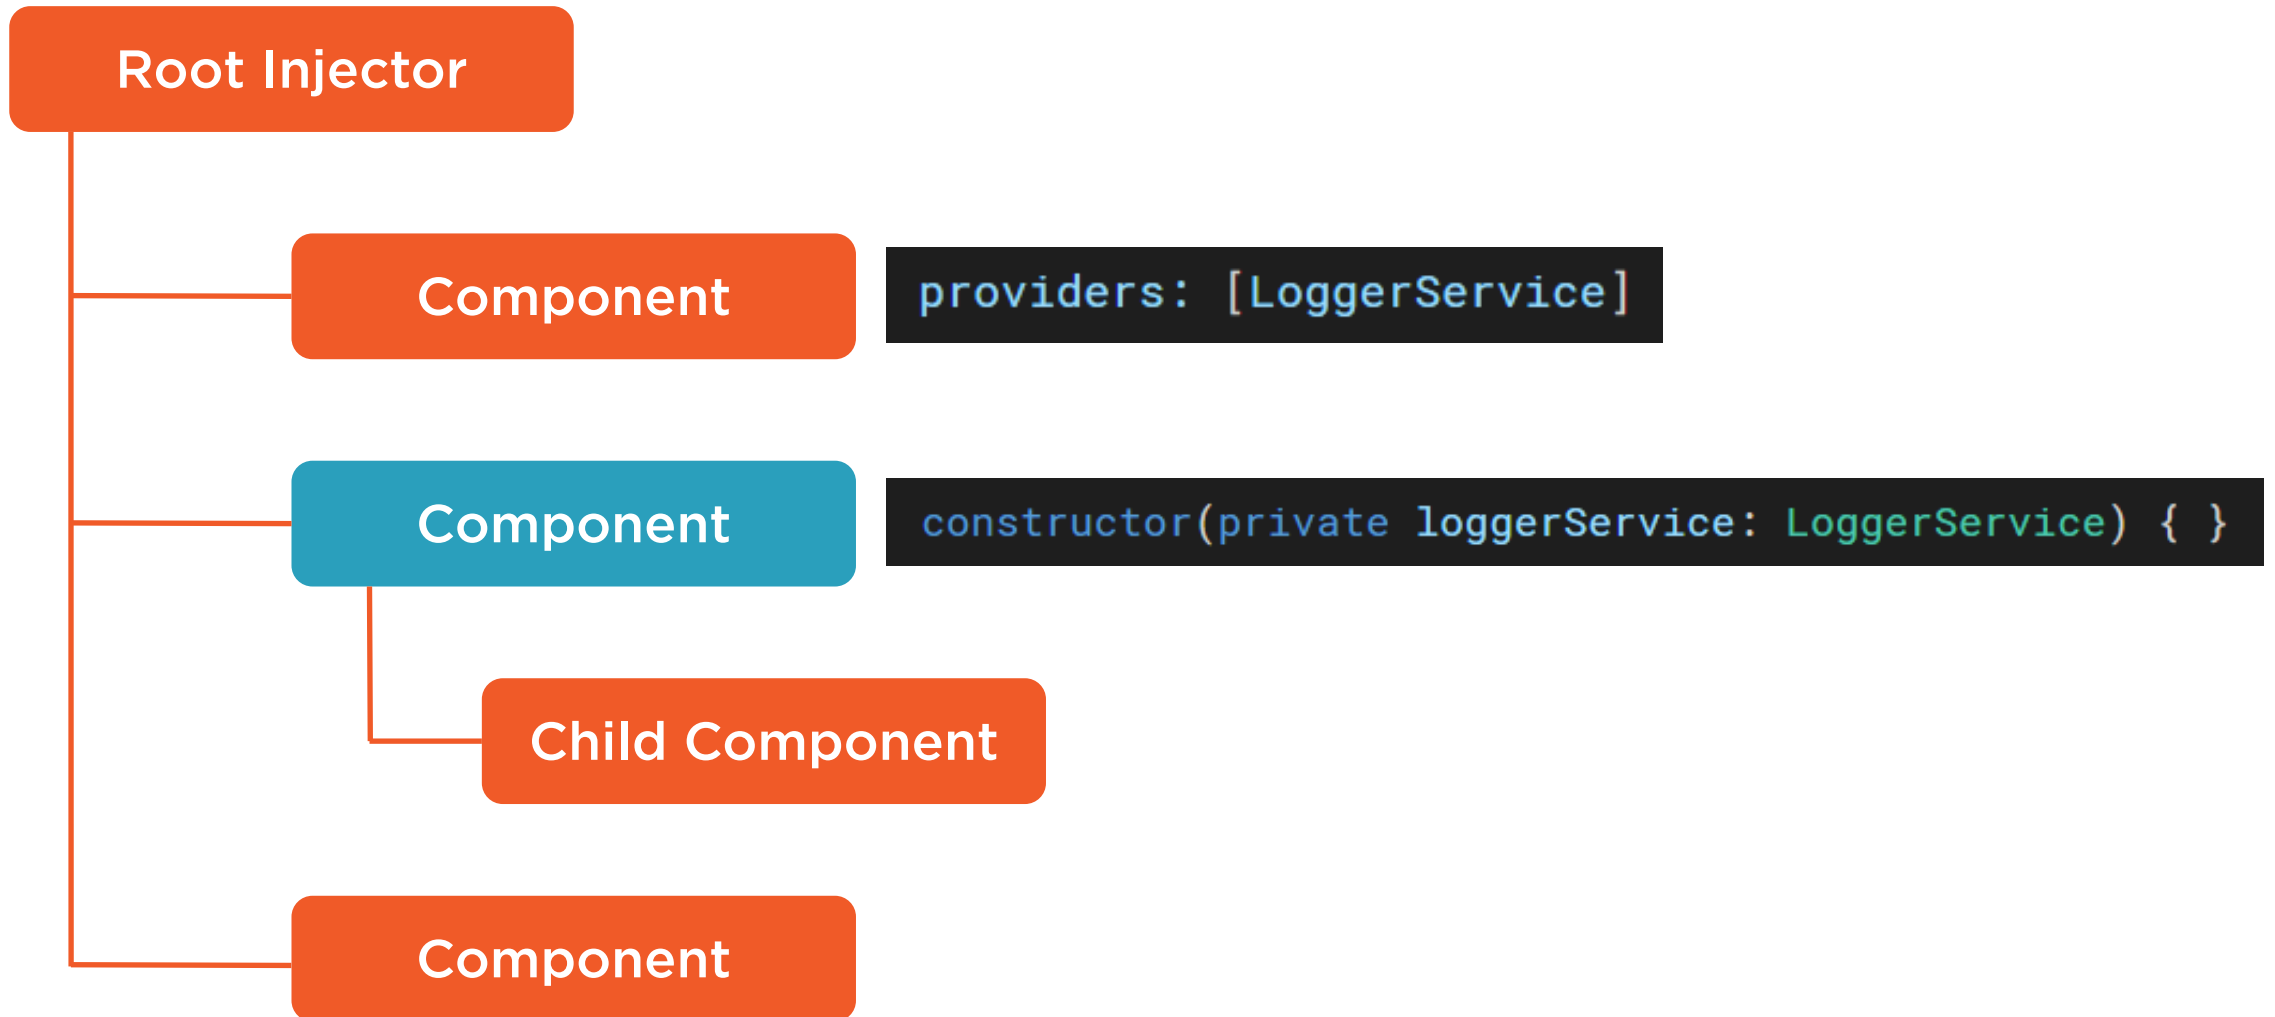 Root Injector
Component
providers: [LoggerService]
Component
constructor(private loggerService: LoggerService) { }
Child Component
Component